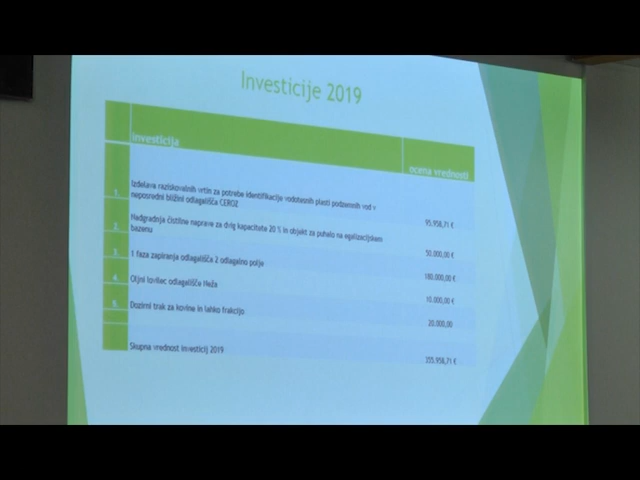 Investicije 2019
Investicija
ocena vrednosti
1. Izdelava raziskovalnih vrtin za potrebe identifikacije vodotesnih plasti podzemnih vod v
neposredni bližini odlagališča CEROZ
95.958,71 €
2. Nadgradnja čistilne naprave za dvig kapacitete 20 % in objekt za puhalo na egalizacijskem
bazenu
50.000,00 €
3. 1 faza zapiranja odlagališča 2 odlagalno polje
180.000,00 €
4. Oljni lovilec odlagališče Neža
10.000,00 €
5. Dozirni trak za kovine in lahko frakcijo
20.000,00
Skupna vrednost investicij 2019
355.958,71 €